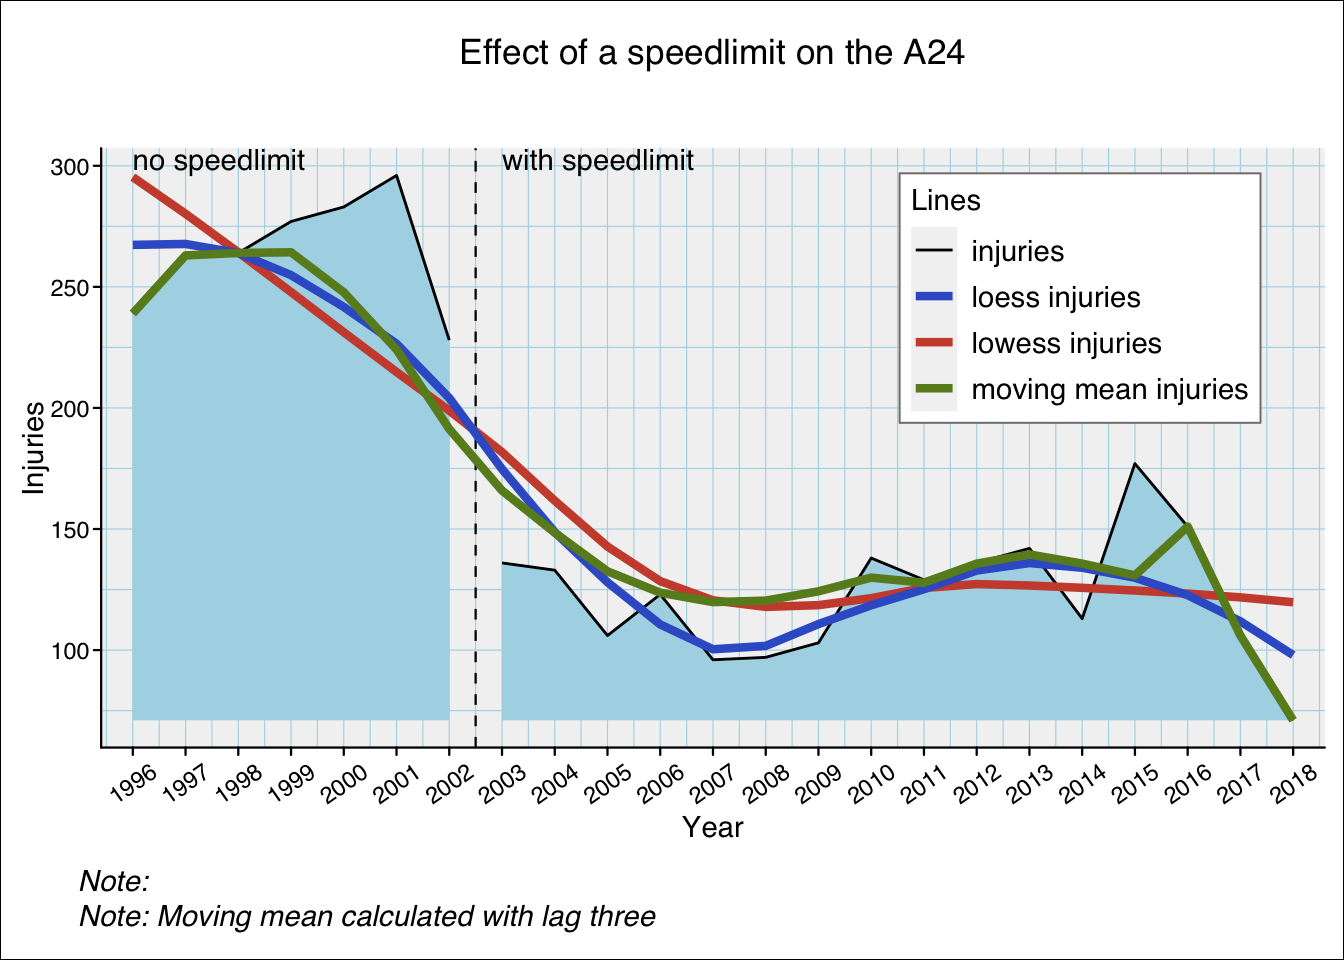 Effect of a speedlimit on the A24
no speedlimit
with speedlimit
Lines
injuries
loess injuries
lowess injuries
moving mean injuries
Injuries
300
250
200
150
100
1996 1997 1998 1999 2000 2001 2002 2003 2004 2005 2006 2007 2008 2009 2010 2011 2012 2013 2014 2015 2016 2017 2018
Year
Note:
Note: Moving mean calculated with lag three